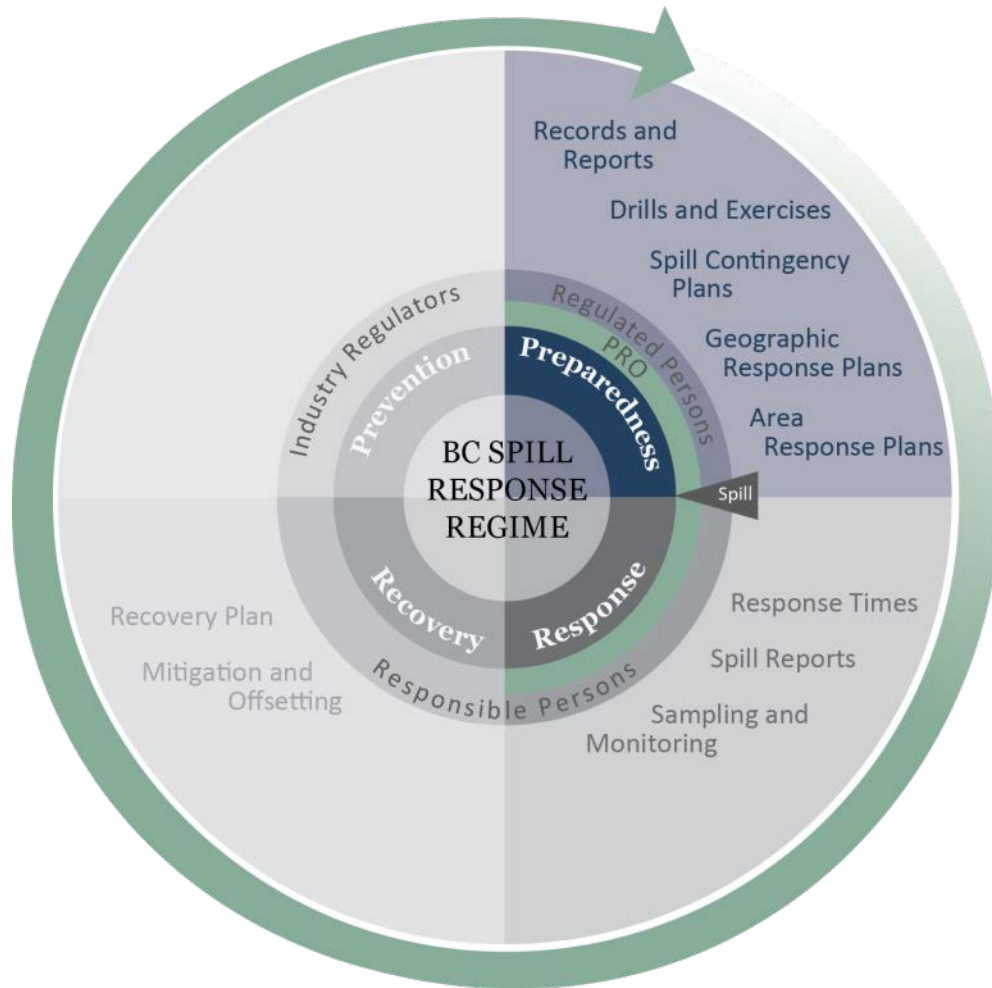 Records and
Reports
Drills and Exercises
Spill Contingency
Plans
Geographic
Response Plans
Area
Response Plans
Industry Regulators
Regulated Persons
PRO
Prevention
Preparedness
BC SPILL
RESPONSE
REGIME
Spill
Recovery
Response
Responsible Persons
Response Times
Spill Reports
Sampling and
Monitoring
Recovery Plan
Mitigation and
Offsetting